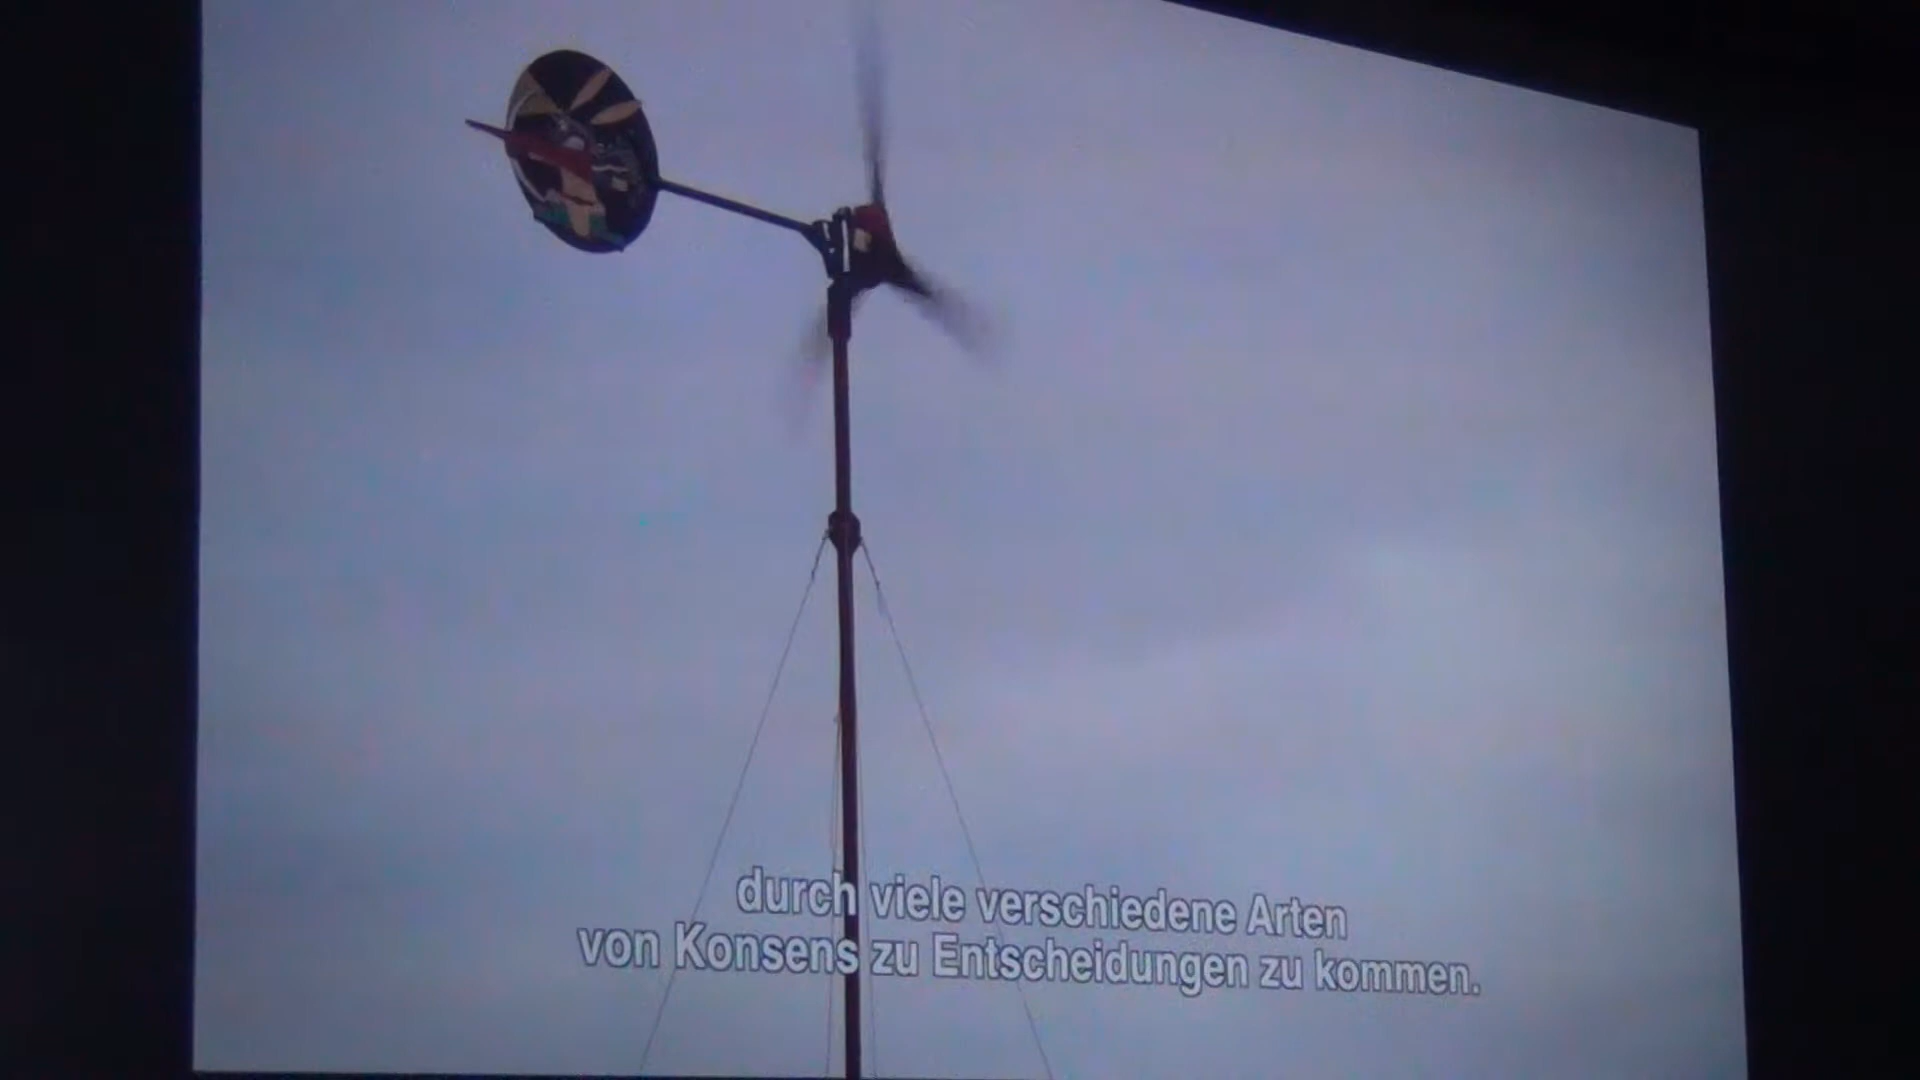 durch viele verschiedene Arten
von Konsens zu Entscheidungen zu kommen.